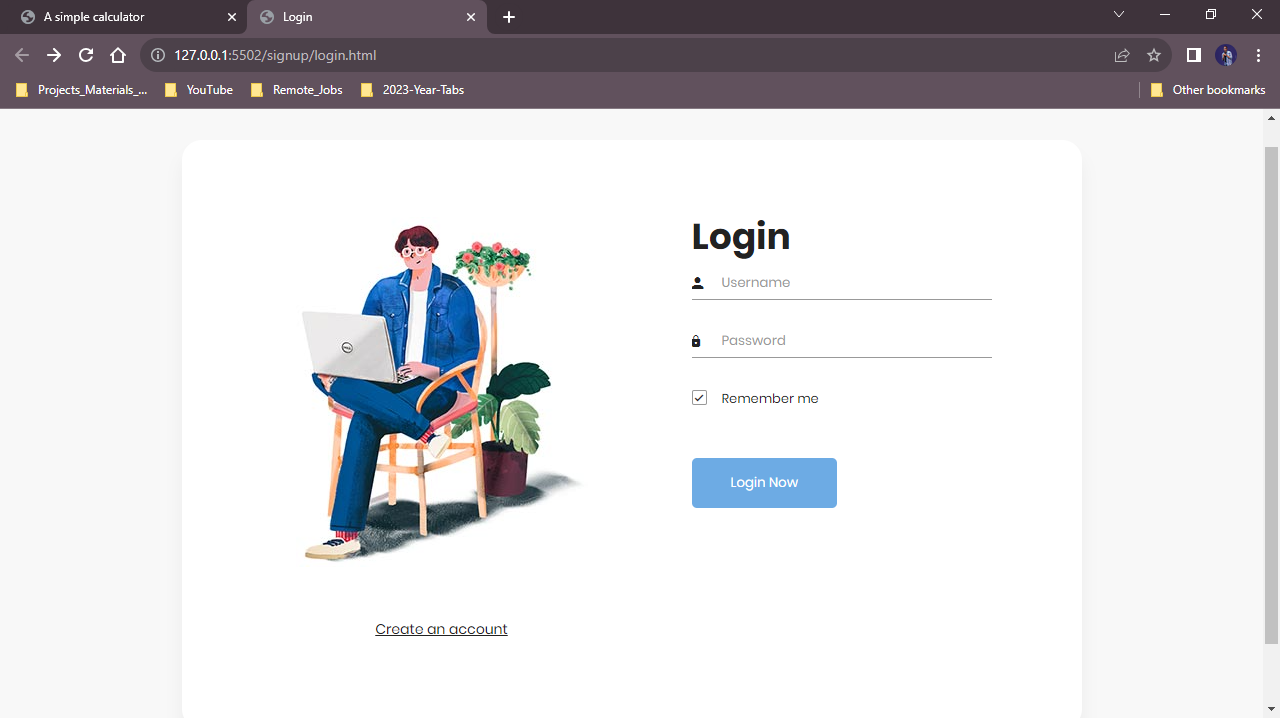 A simple calculator
Login
127.0.0.1:5502/signup/login.html
Projects_Materials_...
YouTube
Remote_Jobs
2023-Year-Tabs
Other bookmarks
Login
Username
Password
Remember me
Login Now
DELL
Create an account